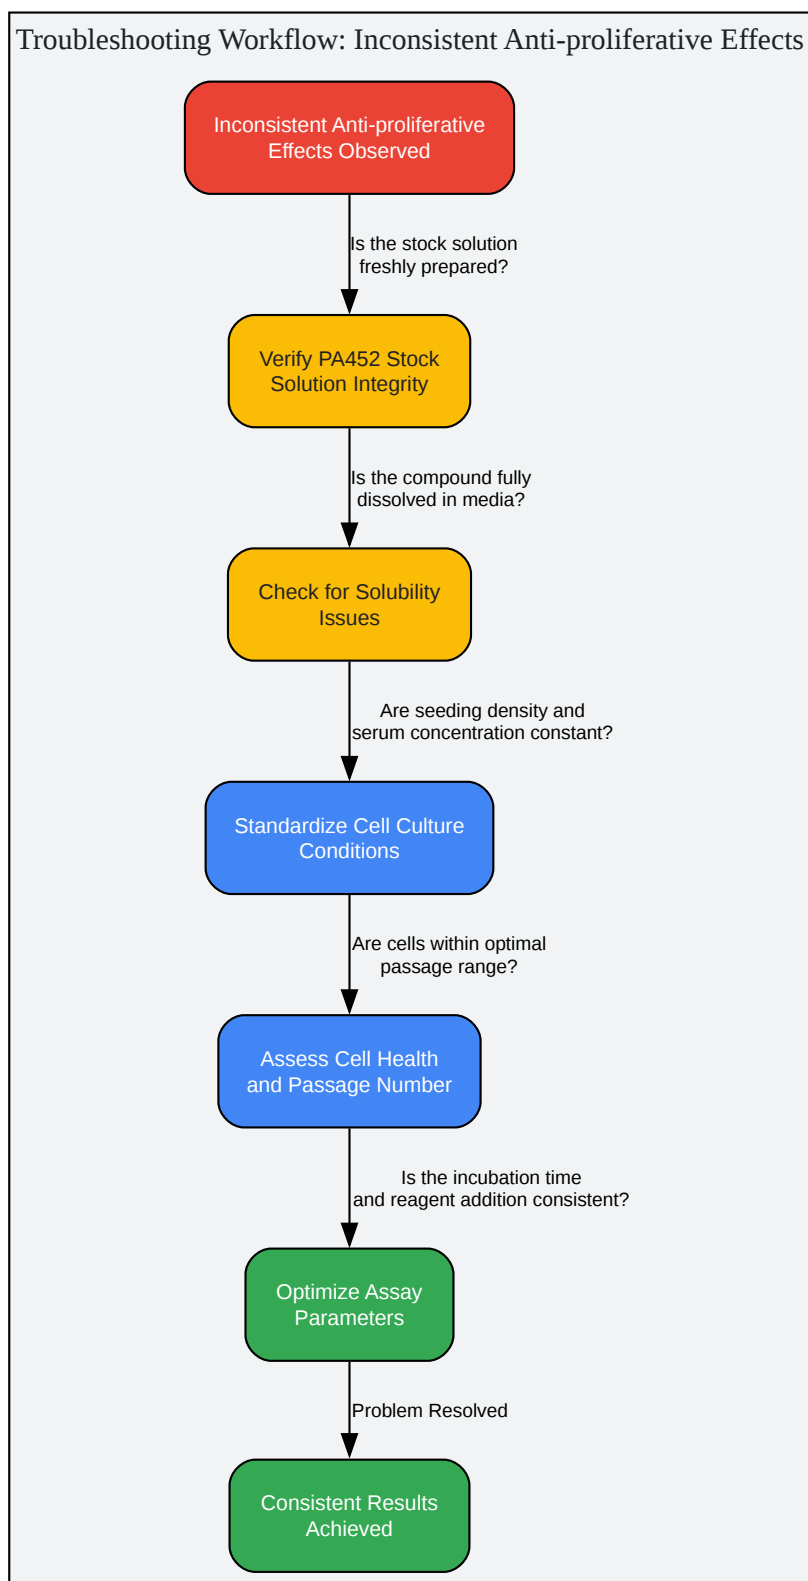 Troubleshooting Workflow: Inconsistent Anti-proliferative Effects
Inconsistent Anti-proliferative
Effects Observed
Is the stock solution
freshly prepared?
Verify PA452 Stock
Solution Integrity
Is the compound fully
dissolved in media?
Check for Solubility
Issues
Are seeding density and
serum concentration constant?
Standardize Cell Culture
Conditions
Are cells within optimal
passage range?
Assess Cell Health
and Passage Number
Is the incubation time
and reagent addition consistent?
Optimize Assay
Parameters
Problem Resolved
Consistent Results
Achieved